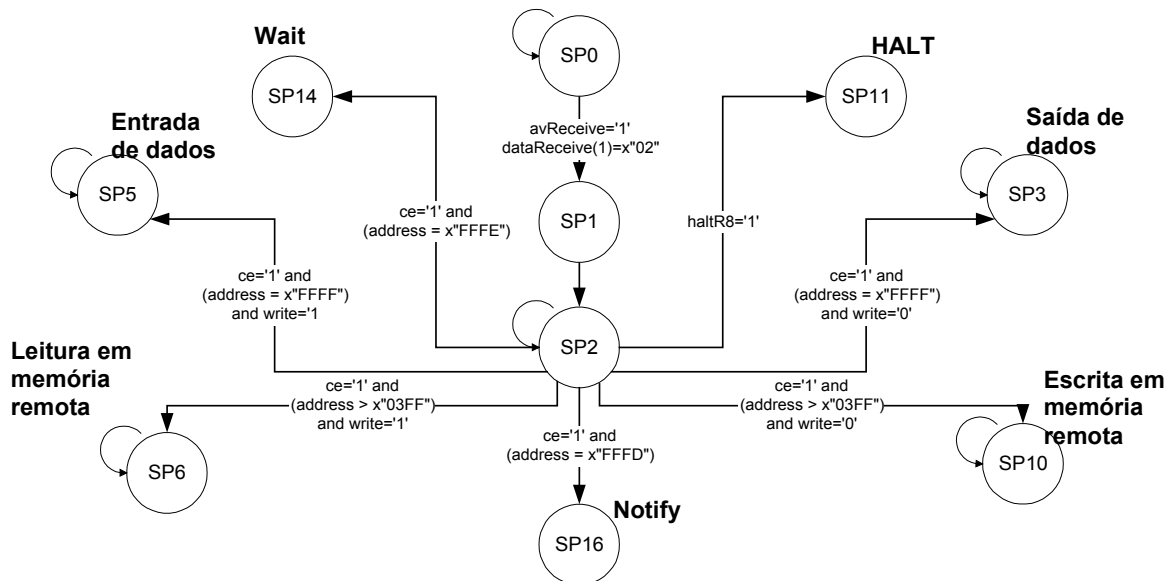 Wait
SP14
SP0
HALT
SP11
avReceive='1'
dataReceive(1)=x"02"
Entrada
de dados
SP5
Saída de
dados
SP3
SP1
ce='1' and
(address = x"FFFE")
haltR8='1'
ce='1' and
(address = x"FFFF")
and write='1
ce='1' and
(address = x"FFFF")
and write='0'
SP2
Leitura em
memória
remota
ce='1' and
(address > x"03FF")
and write='1'
SP6
ce='1' and
(address = x"FFFD")
ce='1' and
(address > x"03FF")
and write='0'
Escrita em
memória
remota
SP10
Notify
SP16